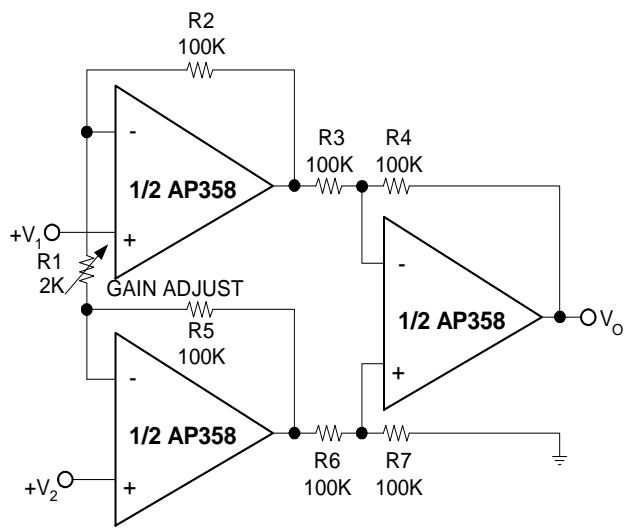 R2
100K
-
1/2 AP358
+
+V1
R1
2K
GAIN ADJUST
R3
100K
R4
100K
-
1/2 AP358
+
VO
R5
100K
-
1/2 AP358
+
+V2
R6
100K
R7
100K